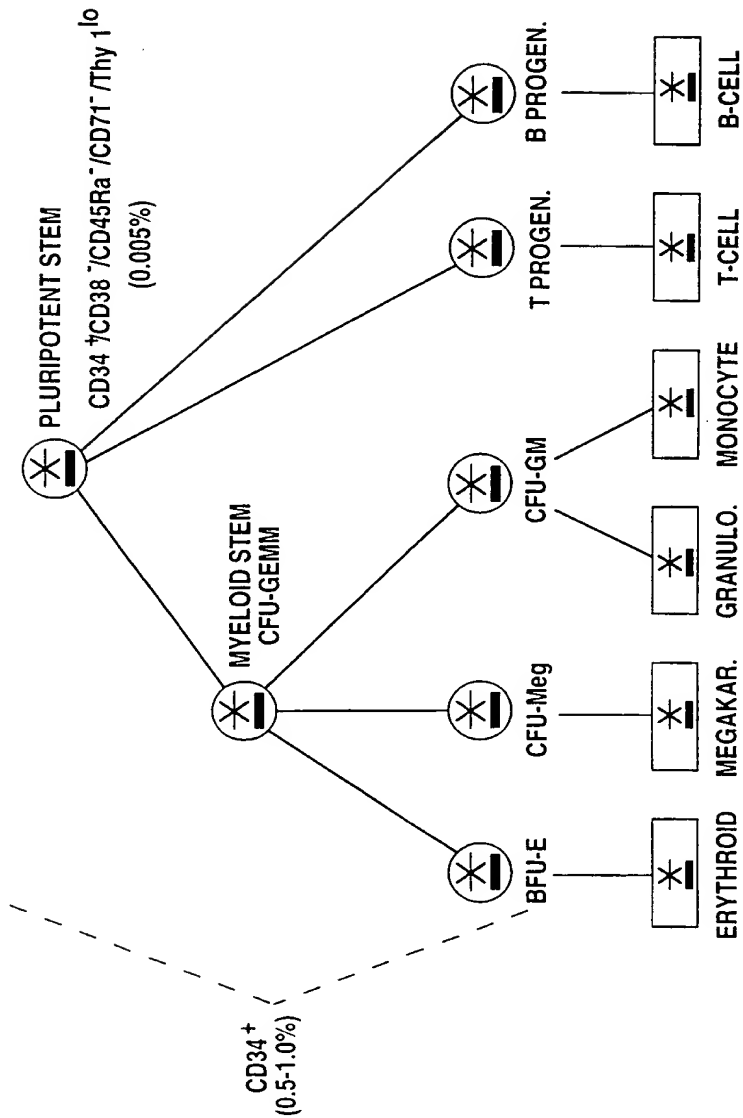 PLURIPOTENT STEM
CD34⁺/CD38⁻/CD45Ra⁻/CD71⁻/Thy 1ˡᵒ
(0.005%)
MYELOID STEM
CFU-GEMM
CD34⁺
(0.5-1.0%)
BFU-E
CFU-Meg
CFU-GM
T PROGEN.
B PROGEN.
ERYTHROID
MEGAKAR.
GRANULO.
MONOCYTE
T-CELL
B-CELL